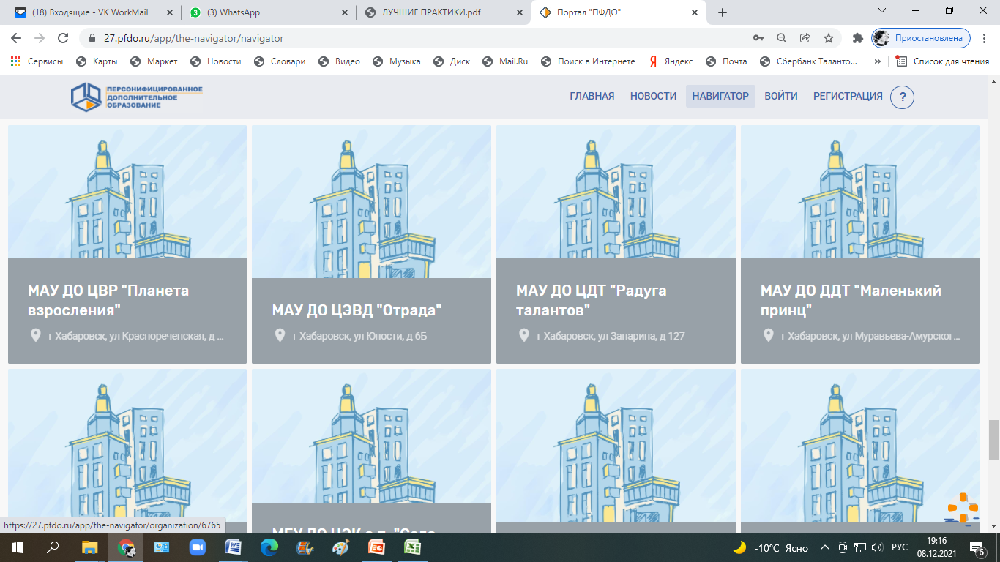 (18) Входящие - VK WorkMail
(3) WhatsApp
ЛУЧШИЕ ПРАКТИКИ.pdf
Портал "ПФДО"
27.pfdo.ru/app/the-navigator/navigator
Приостановлена
Сервисы
Карты
Маркет
Новости
Словари
Видео
Музыка
Диск
Mail.Ru
Поиск в Интернете
Яндекс
Почта
Сбербанк Таланто...
»
Список для чтения
ПЕРСОНИФИЦИРОВАННОЕ
ДОПОЛНИТЕЛЬНОЕ
ОБРАЗОВАНИЕ
ГЛАВНАЯ
НОВОСТИ
НАВИГАТОР
ВОЙТИ
РЕГИСТРАЦИЯ
?
МАУ ДО ЦВР "Планета
взросления"
г Хабаровск, ул Краснореченская, д ...
МАУ ДО ЦЭВД "Отрада"
г Хабаровск, ул Юности, д 6Б
МАУ ДО ЦДТ "Радуга
талантов"
г Хабаровск, ул Запарина, д 127
МАУ ДО ДДТ "Маленький
принц"
г Хабаровск, ул Муравьева-Амурског...
https://27.pfdo.ru/app/the-navigator/organization/6765
-10°C Ясно
РУС
19:16
08.12.2021
6